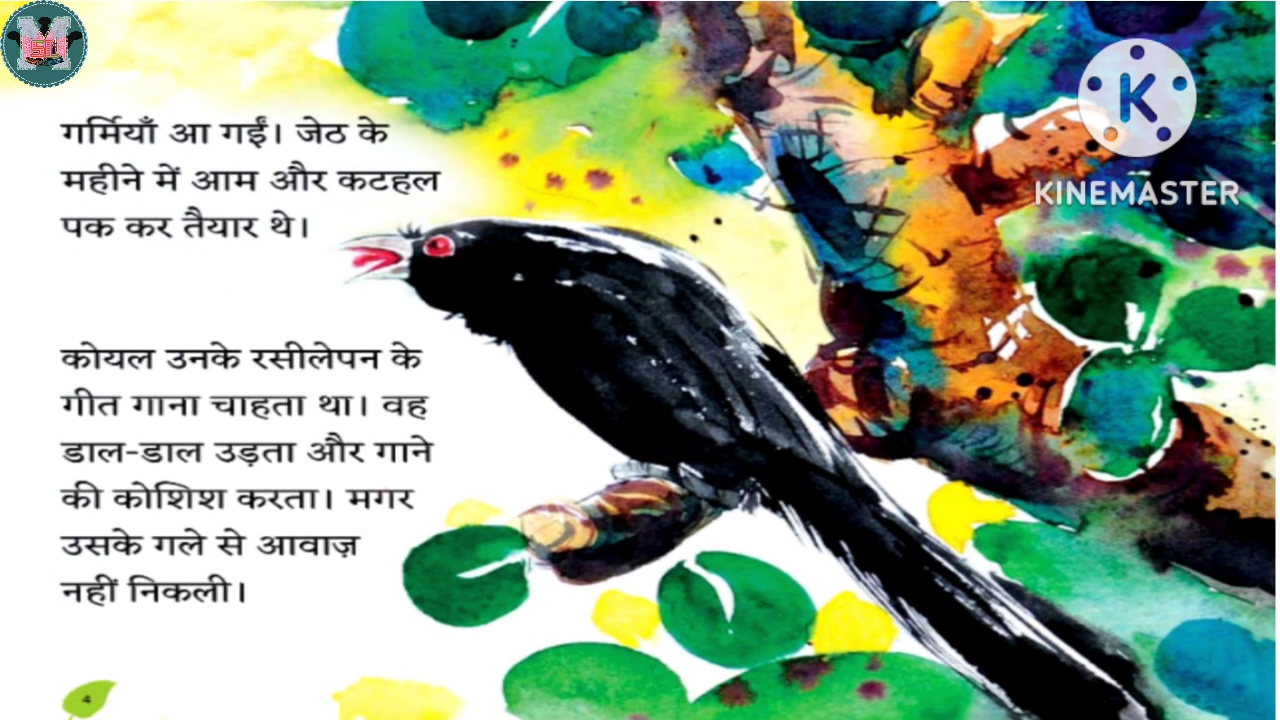 गर्मियाँ आ गईं। जेठ के
महीने में आम और कटहल
पक कर तैयार थे।
कोयल उनके रसीलेपन के
गीत गाना चाहता था। वह
डाल-डाल उड़ता और गाने
की कोशिश करता। मगर
उसके गले से आवाज़
नहीं निकली।
4
K
KINEMASTER